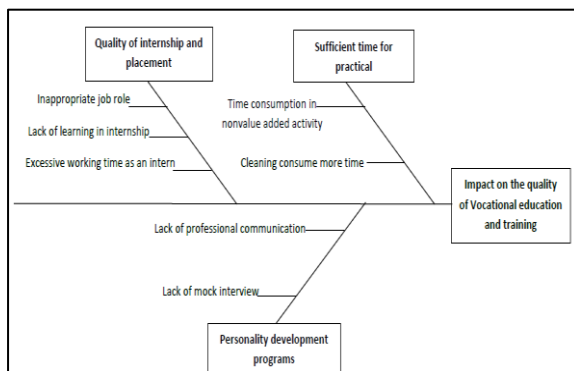 Quality of internship and
placement
Sufficient time for
practical
Inappropriate job role
Lack of learning in internship
Excessive working time as an intern
Time consumption in
nonvalue added activity
Cleaning consume more time
Impact on the quality
of Vocational education
and training
Lack of professional communication
Lack of mock interview
Personality development
programs